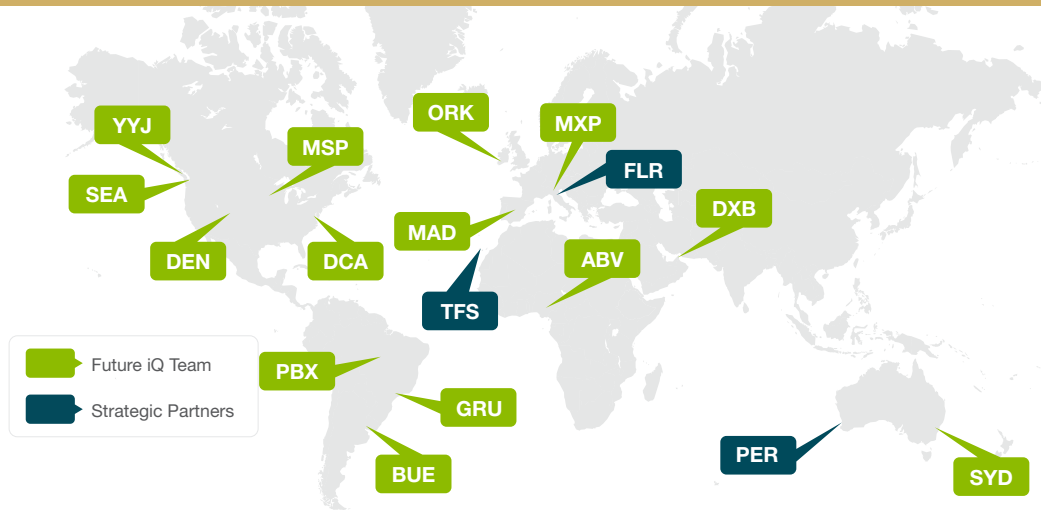 ORK
YYJ
MXP
MSP
FLR
SEA
DXB
MAD
DEN
DCA
ABV
TFS
Future iQ Team
PBX
Strategic Partners
GRU
PER
BUE
SYD